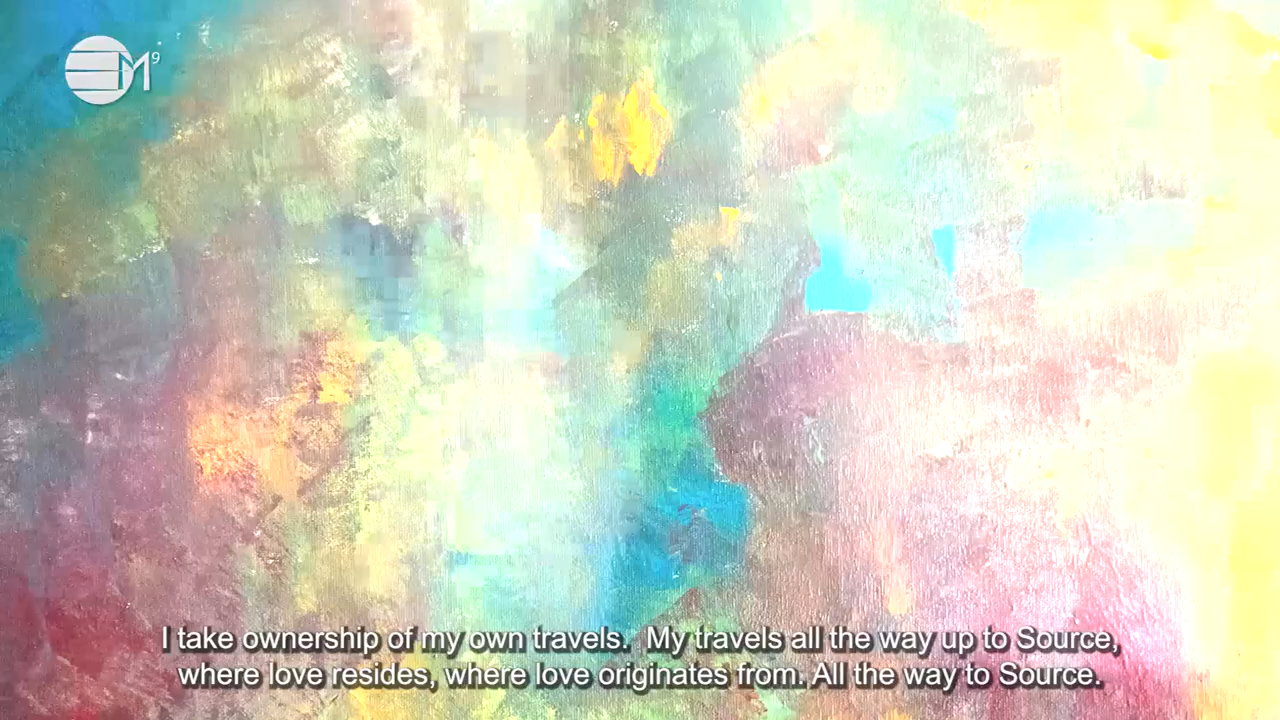 EM9
I take ownership of my own travels.  My travels all the way up to Source,
where love resides, where love originates from. All the way to Source.